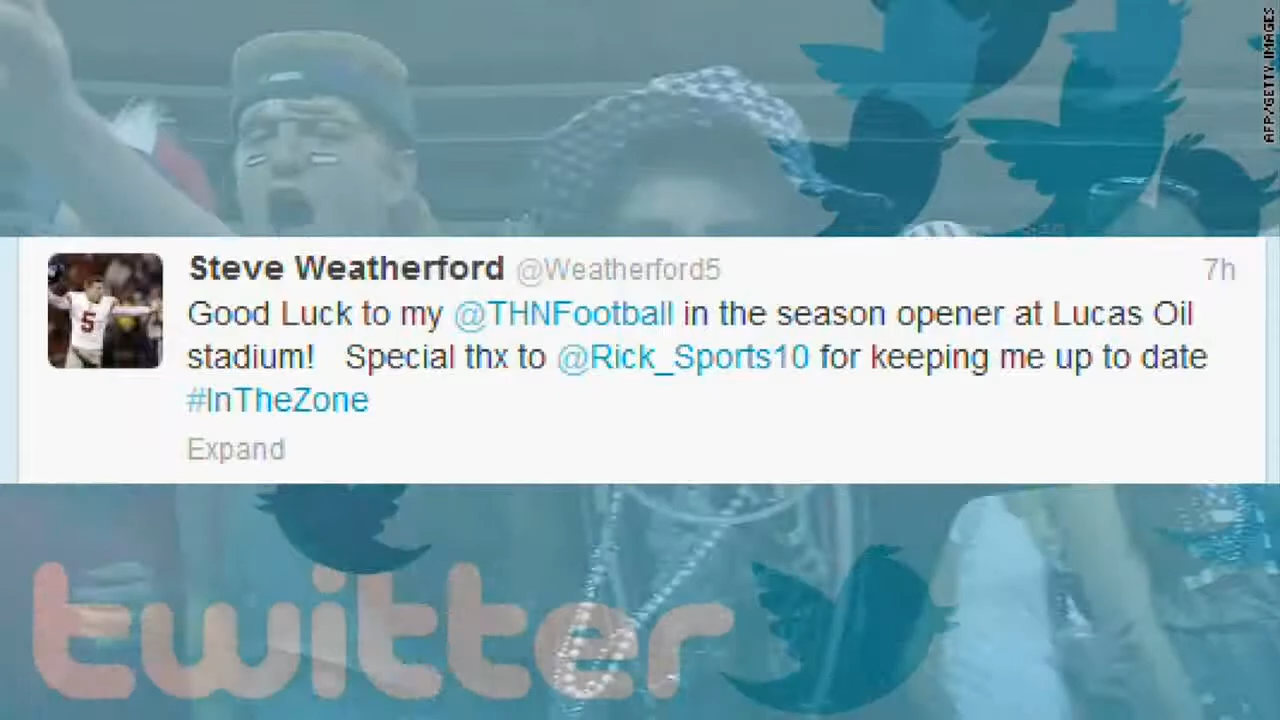 AFP/GETTY IMAGES
Steve Weatherford @Weatherford5 7h
Good Luck to my @THNFootball in the season opener at Lucas Oil
stadium! Special thx to @Rick_Sports10 for keeping me up to date
#InTheZone
Expand
5
twitter